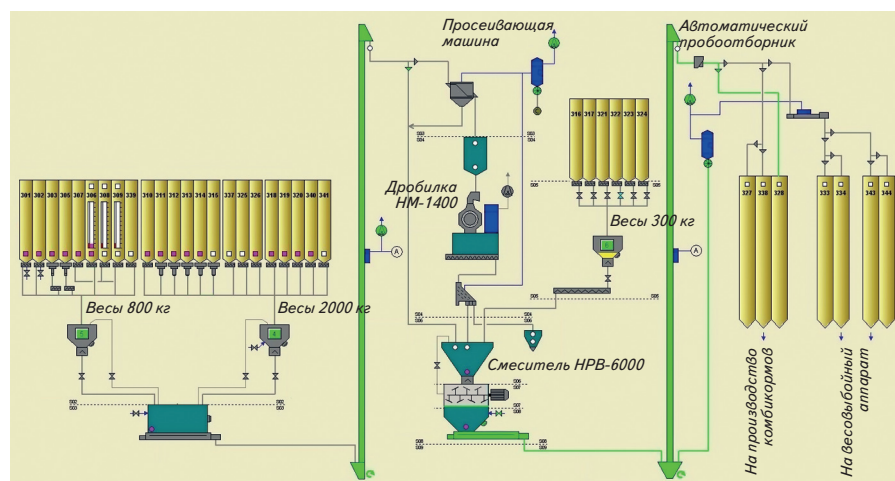 Просеивающая
машина
Автоматический
пробоотборник
316 317 321 322 323 324
Дробилка
НМ-1400
Весы 300 кг
301 302 303 305 307 306 308 309 339 310 311 312 313 314 315 337 325 326 318 319 320 340 341
327 338 328 333 334 343 344
A
A
A
Весы 800 кг
Весы 2000 кг
Смеситель НРВ-6000
На производство
комбикормов
На весовыбойный
аппарат